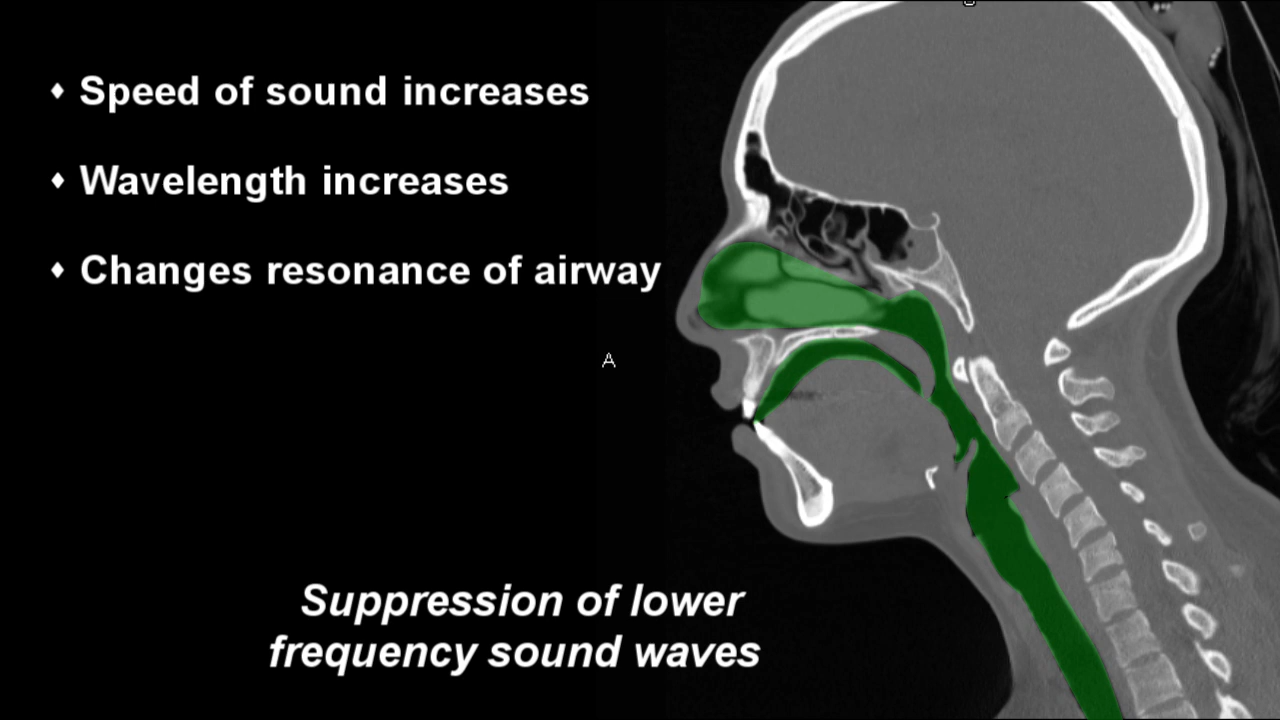 ♦ Speed of sound increases
♦ Wavelength increases
♦ Changes resonance of airway
A
Suppression of lower
frequency sound waves